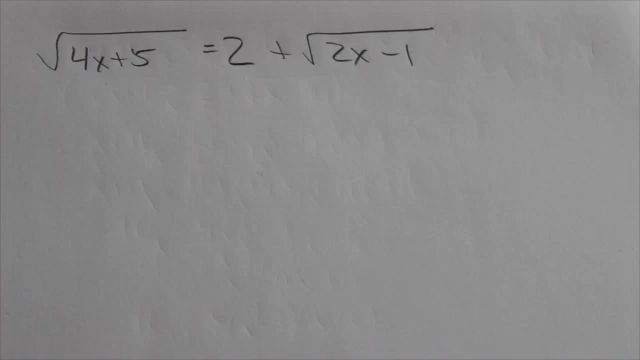 √4x+5 = 2 + √2x-1